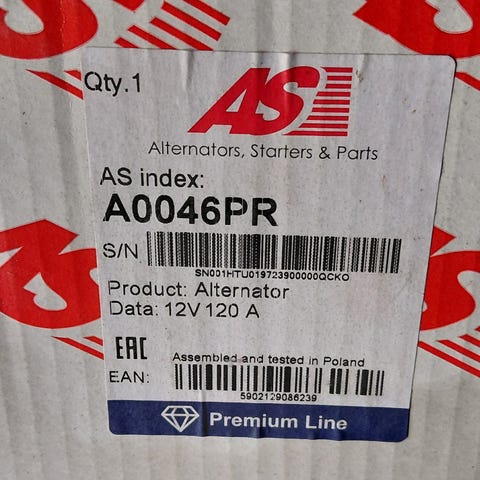 Qty.1
AS
Alternators, Starters & Parts
AS index:
A0046PR
S/N
SN001HTU019723900000QCKO
Product: Alternator
Data: 12V 120 A
EAC
Assembled and tested in Poland
EAN:
5902129086239
Premium Line